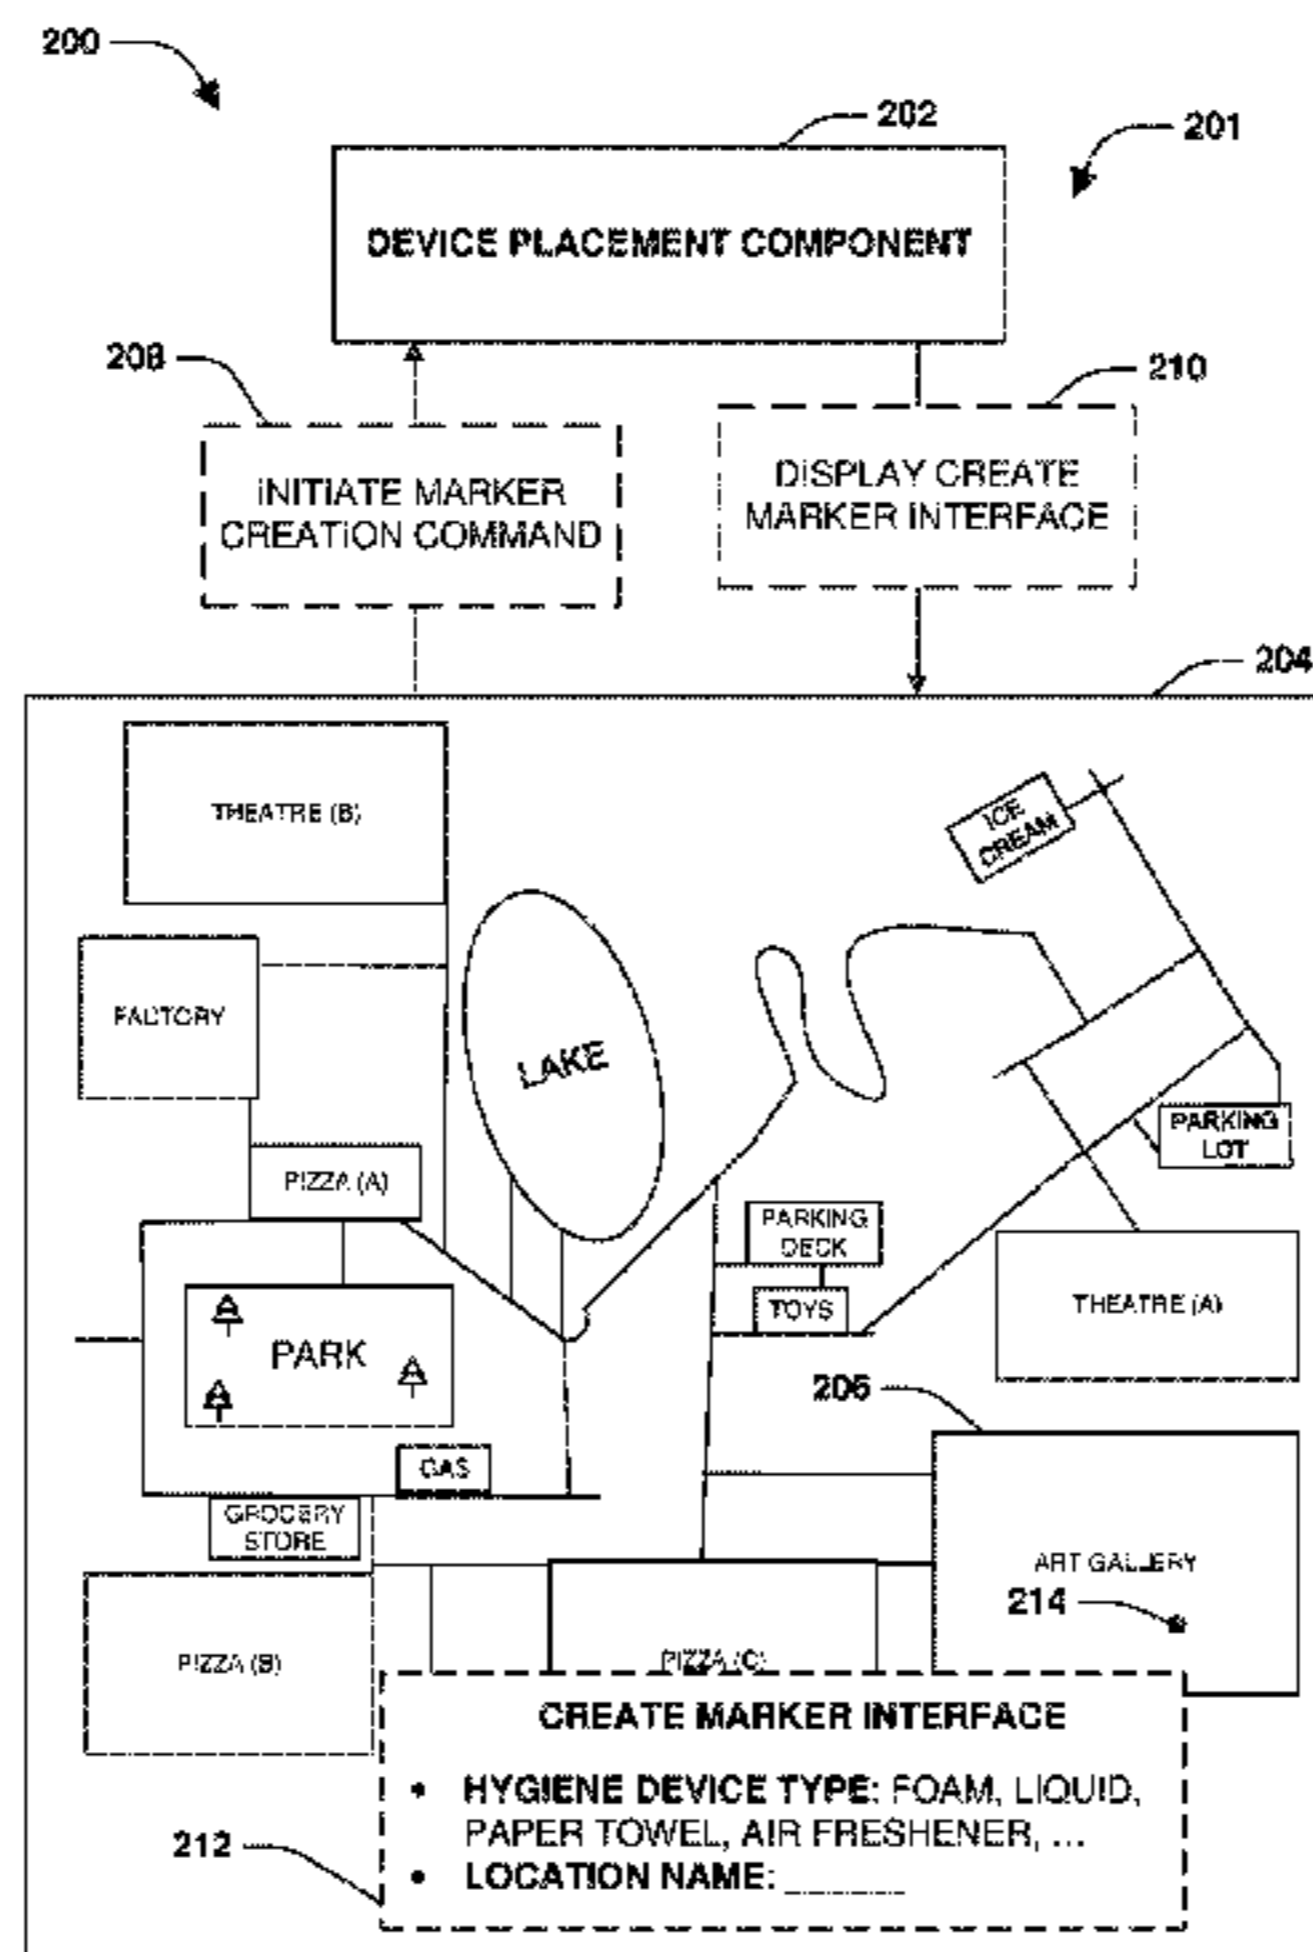 200
202
201
DEVICE PLACEMENT COMPONENT
208
210
INITIATE MARKER
CREATION COMMAND
DISPLAY CREATE
MARKER INTERFACE
204
THEATRE (B)
ICE
CREAM
FACTORY
LAKE
PARKING
LOT
PIZZA (A)
PARKING
DECK
TOYS
THEATRE (A)
PARK
206
GAS
GROCERY
STORE
ART GALLERY
214
PIZZA (B)
PIZZA (C)
CREATE MARKER INTERFACE
• HYGIENE DEVICE TYPE: FOAM, LIQUID,
PAPER TOWEL, AIR FRESHENER, ...
212
• LOCATION NAME: _______